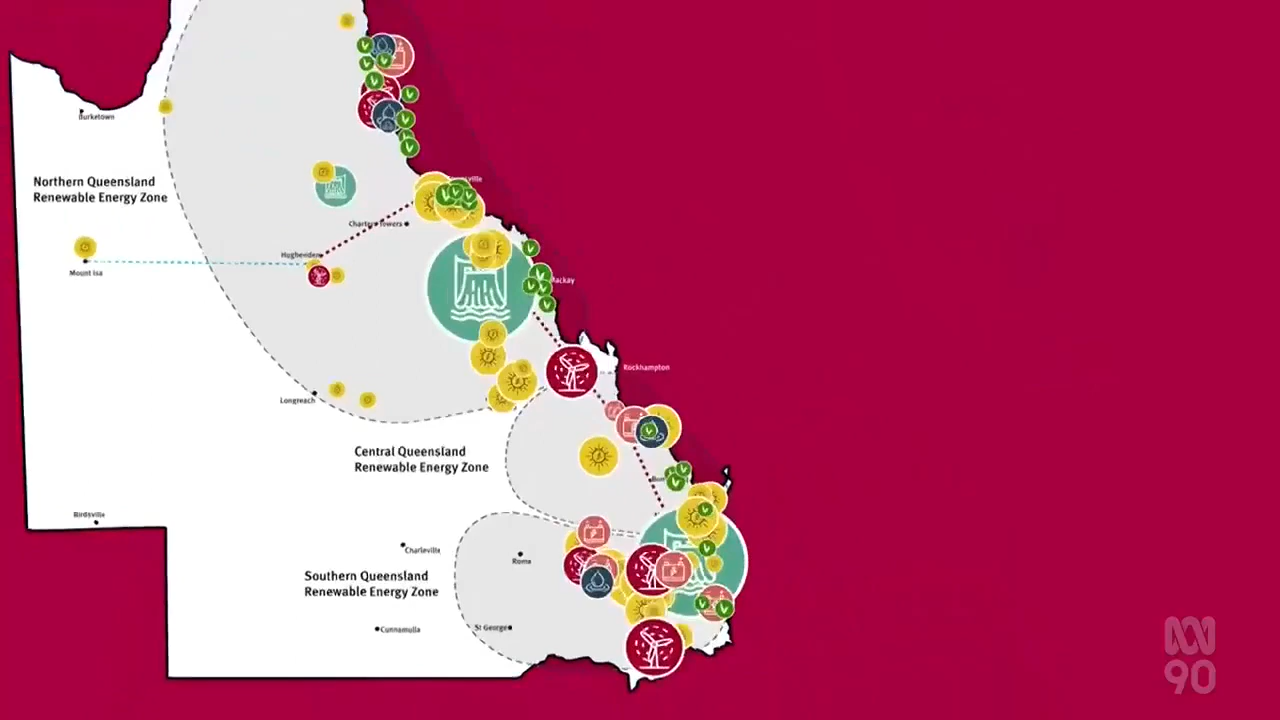 Burketown
Northern Queensland
Renewable Energy Zone
Charters Towers
Hughenden
Mount Isa
Mackay
Rockhampton
Longreach
Central Queensland
Renewable Energy Zone
Birdsville
Charleville
Roma
Southern Queensland
Renewable Energy Zone
Cunnamulla
St George
90